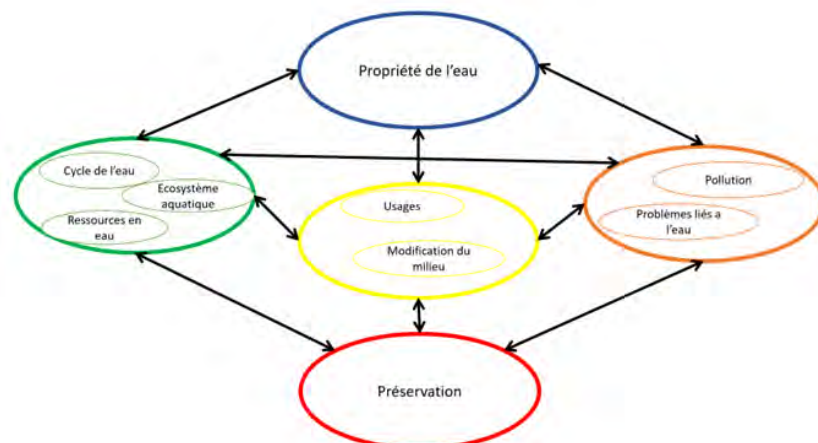 Propriété de l'eau
Cycle de l'eau
Ecosystème
aquatique
Ressources en
eau
Usages
Modification du
milieu
Pollution
Problèmes liés a
l'eau
Préservation